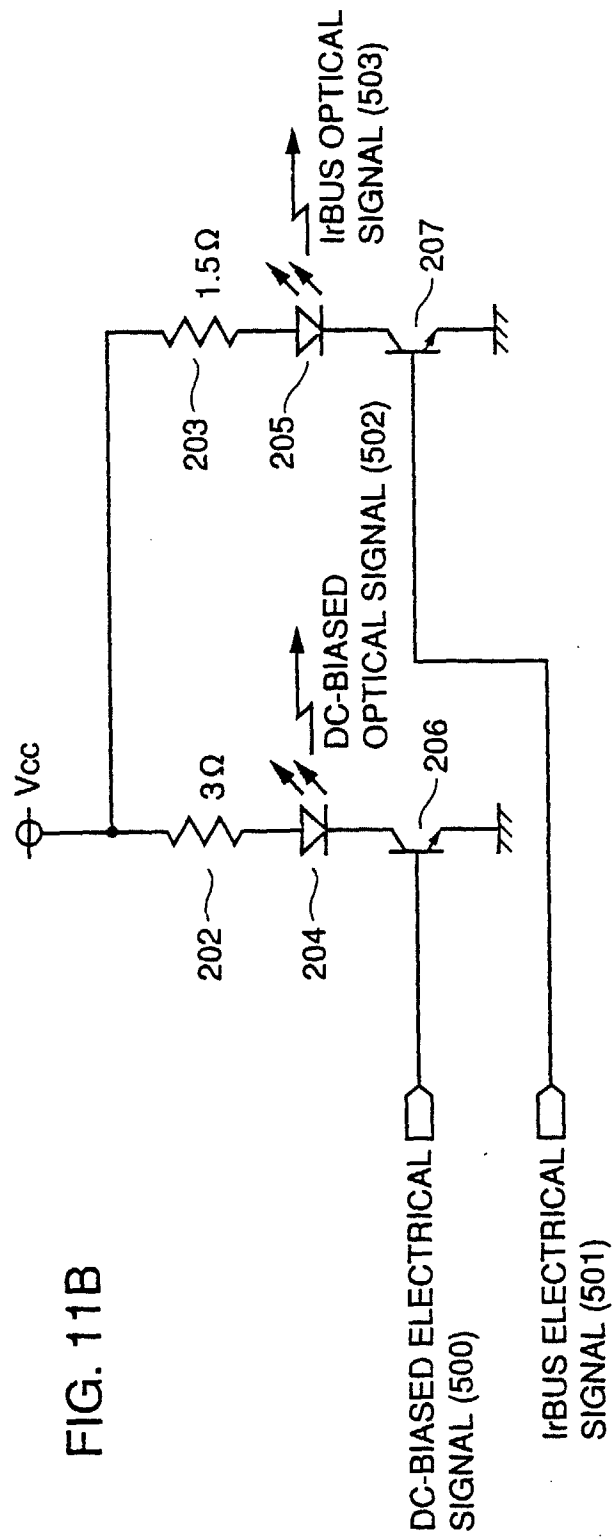 FIG. 11B
Vcc
3Ω
202
204
DC-BIASED
OPTICAL SIGNAL (502)
206
1.5Ω
203
205
IrBUS OPTICAL
SIGNAL (503)
207
DC-BIASED ELECTRICAL
SIGNAL (500)
IrBUS ELECTRICAL
SIGNAL (501)